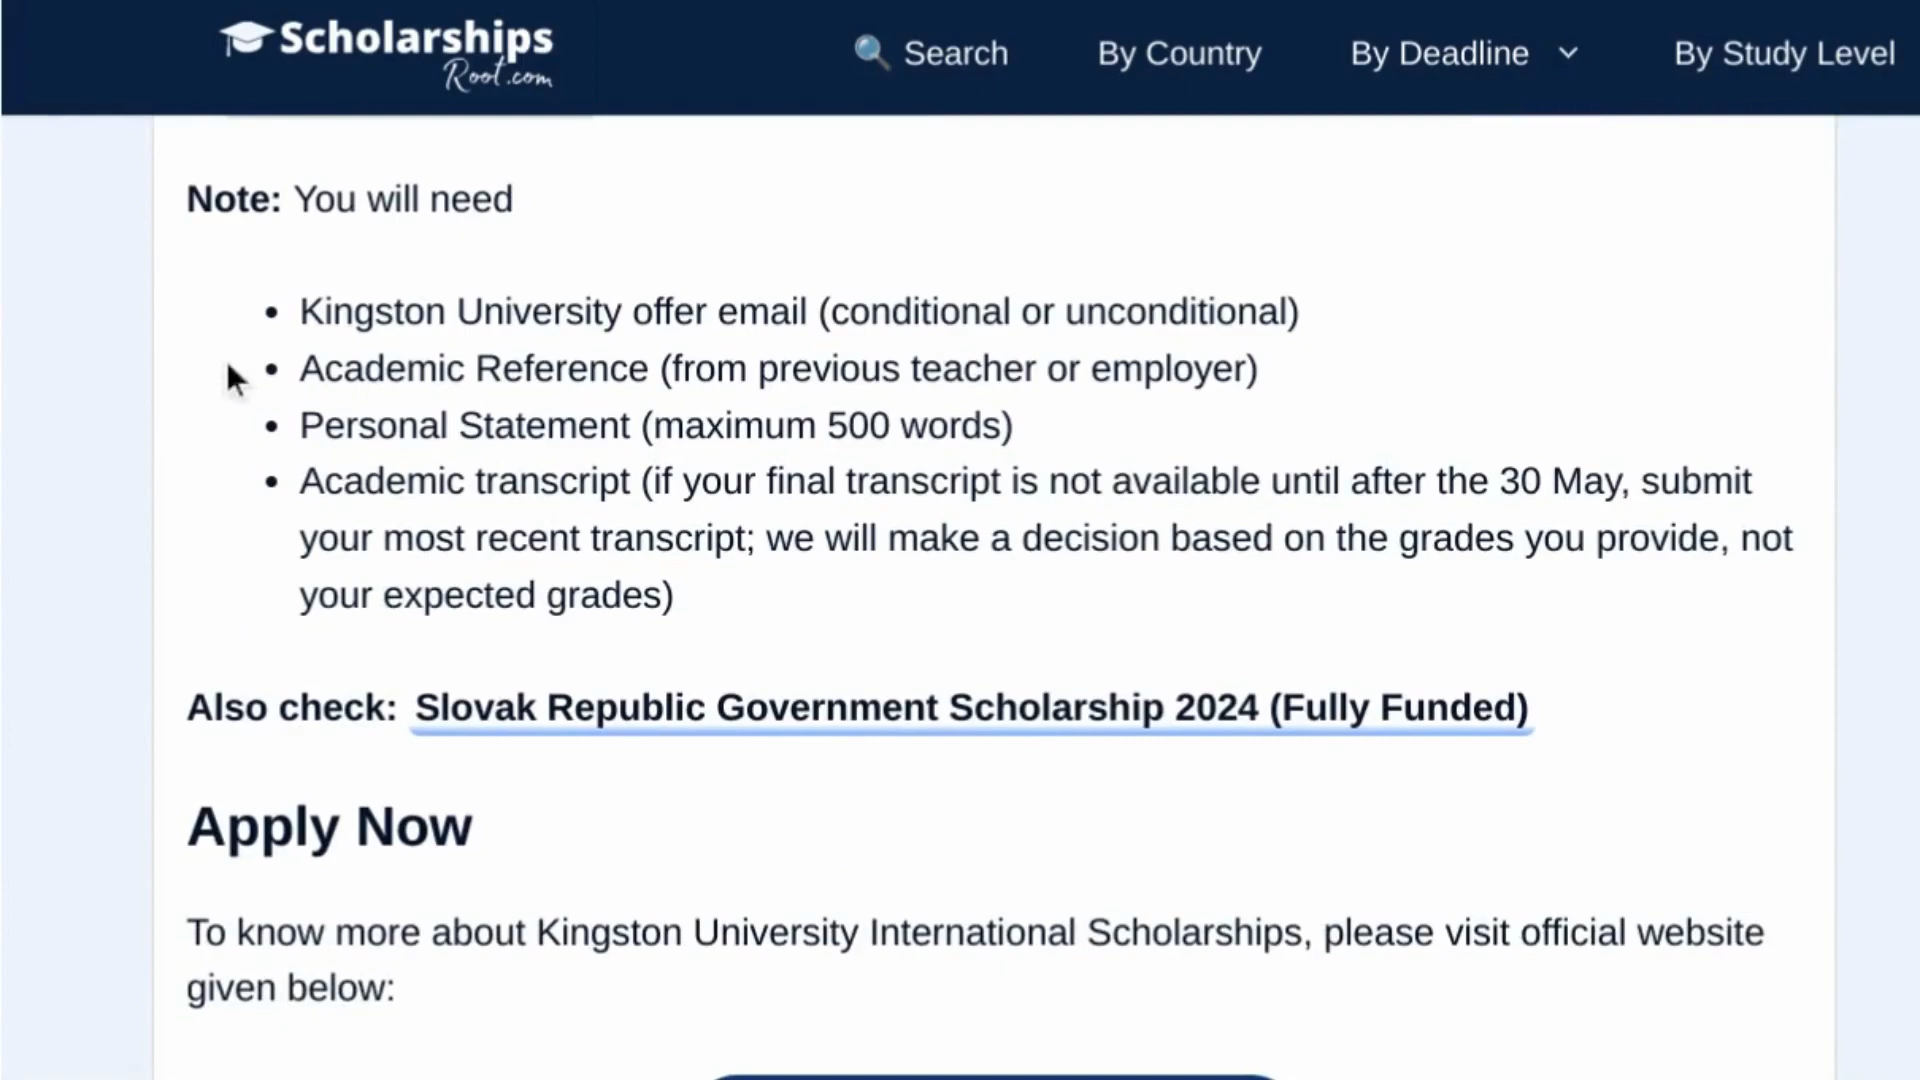 Scholarships
Root.com
Search By Country By Deadline By Study Level
Note: You will need
• Kingston University offer email (conditional or unconditional)
• Academic Reference (from previous teacher or employer)
• Personal Statement (maximum 500 words)
• Academic transcript (if your final transcript is not available until after the 30 May, submit
your most recent transcript; we will make a decision based on the grades you provide, not
your expected grades)
Also check: Slovak Republic Government Scholarship 2024 (Fully Funded)
Apply Now
To know more about Kingston University International Scholarships, please visit official website
given below: